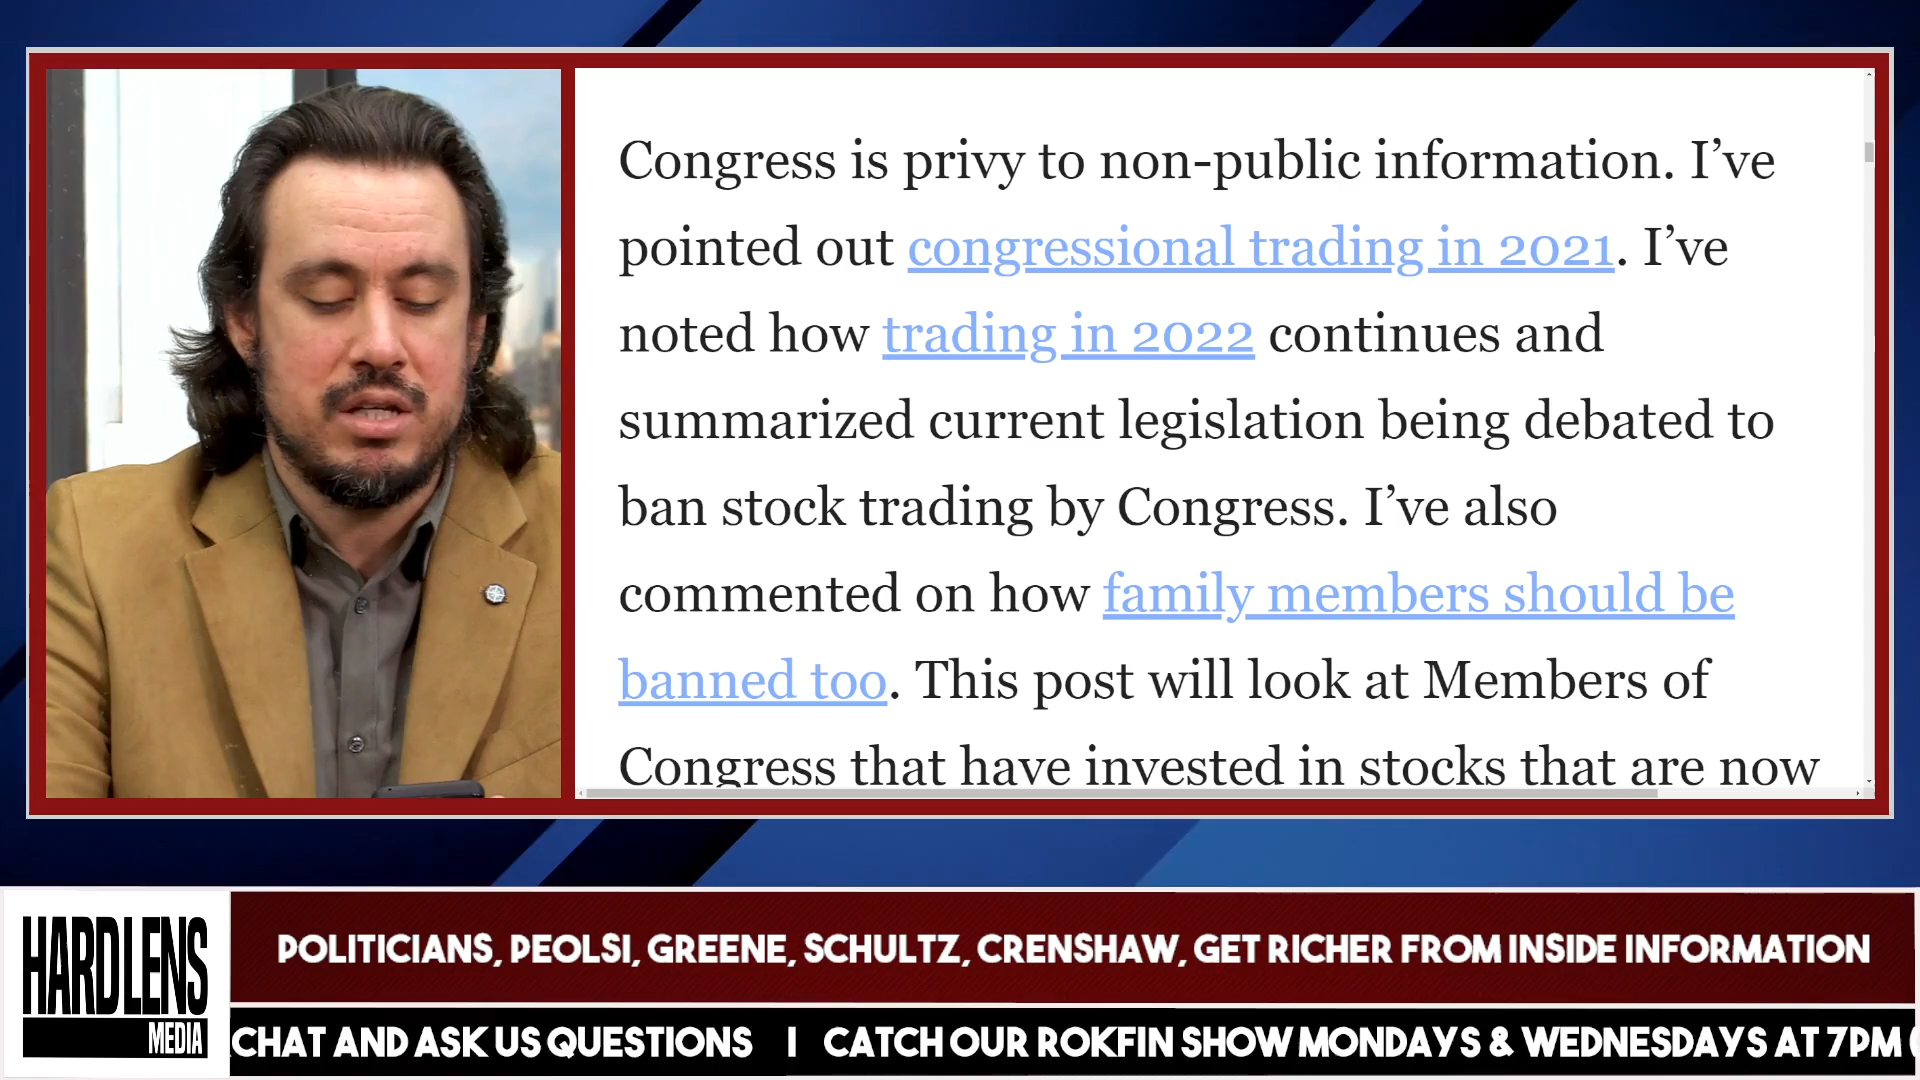 Congress is privy to non-public information. I’ve
pointed out congressional trading in 2021. I’ve
noted how trading in 2022 continues and
summarized current legislation being debated to
ban stock trading by Congress. I’ve also
commented on how family members should be
banned too. This post will look at Members of
Congress that have invested in stocks that are now
HARD LENS
MEDIA
POLITICIANS, PEOLSI, GREENE, SCHULTZ, CRENSHAW, GET RICHER FROM INSIDE INFORMATION
CHAT AND ASK US QUESTIONS | CATCH OUR ROKFIN SHOW MONDAYS & WEDNESDAYS AT 7PM (